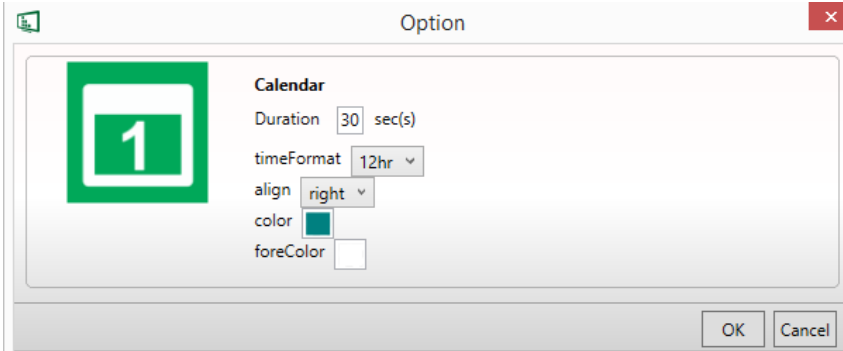 Option
1
Calendar
Duration 30 sec(s)
timeFormat 12hr
align right
color
foreColor
OK Cancel